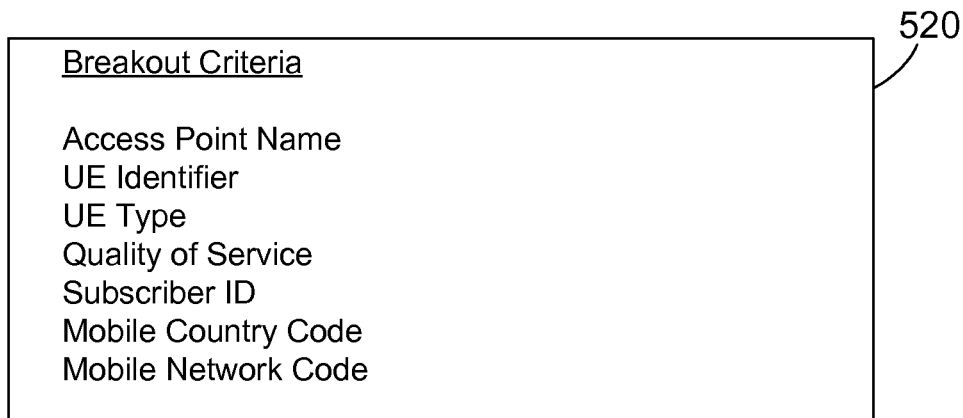 520
Breakout Criteria
Access Point Name
UE Identifier
UE Type
Quality of Service
Subscriber ID
Mobile Country Code
Mobile Network Code